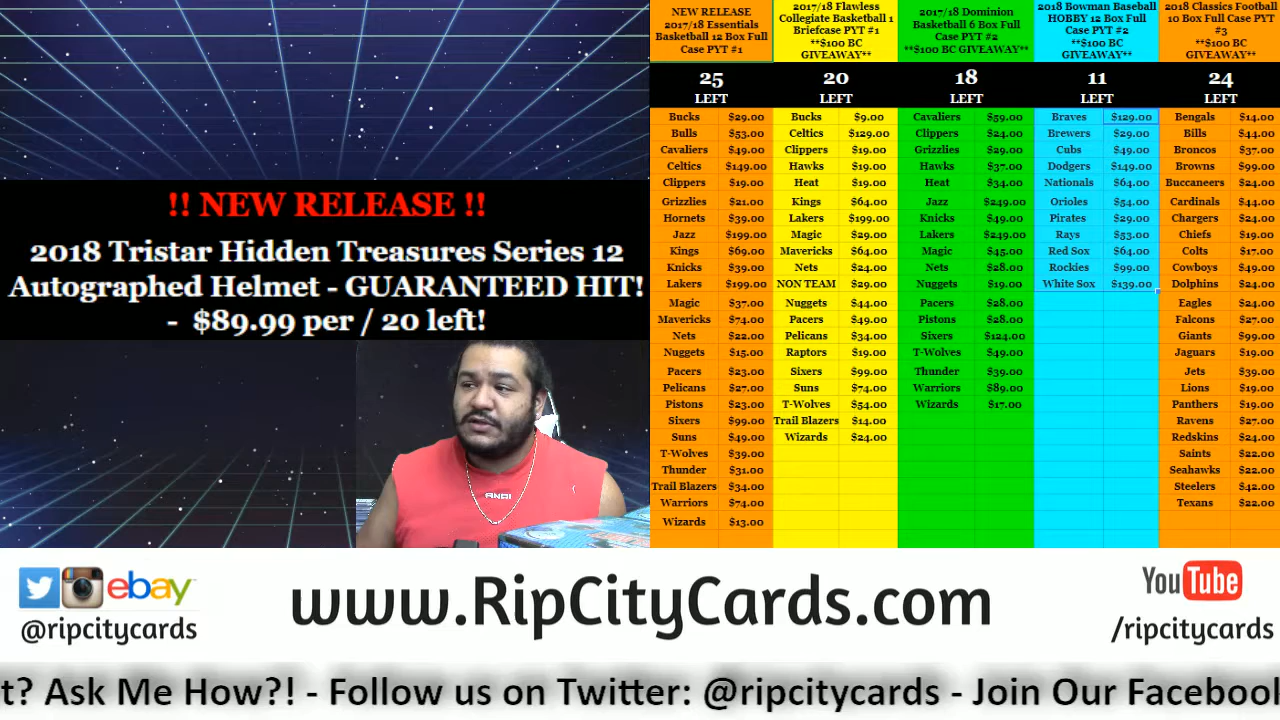 !! NEW RELEASE !!
2018 Tristar Hidden Treasures Series 12
Autographed Helmet - GUARANTEED HIT!
- $89.99 per / 20 left!
NEW RELEASE
2017/18 Essentials
Basketball 12 Box Full
Case PYT #1
25
LEFT
Bucks $29.00
Bulls $53.00
Cavaliers $49.00
Celtics $149.00
Clippers $19.00
Grizzlies $21.00
Hornets $39.00
Jazz $199.00
Kings $69.00
Knicks $39.00
Lakers $199.00
Magic $37.00
Mavericks $74.00
Nets $22.00
Nuggets $15.00
Pacers $23.00
Pelicans $27.00
Pistons $23.00
Sixers $99.00
Suns $49.00
T-Wolves $39.00
Thunder $31.00
Trail Blazers $34.00
Warriors $74.00
Wizards $13.00
2017/18 Flawless
Collegiate Basketball 1
Briefcase PYT #1
**$100 BC
GIVEAWAY**
20
LEFT
Bucks $9.00
Celtics $129.00
Clippers $19.00
Hawks $19.00
Heat $19.00
Kings $64.00
Lakers $199.00
Magic $29.00
Mavericks $64.00
Nets $24.00
NON TEAM $29.00
Nuggets $44.00
Pacers $49.00
Pelicans $34.00
Raptors $19.00
Sixers $99.00
Suns $74.00
T-Wolves $54.00
Trail Blazers $14.00
Wizards $24.00
2017/18 Dominion
Basketball 6 Box Full
Case PYT #2
**$100 BC GIVEAWAY**
18
LEFT
Cavaliers $59.00
Clippers $24.00
Grizzlies $29.00
Hawks $37.00
Heat $34.00
Jazz $249.00
Knicks $49.00
Lakers $249.00
Magic $45.00
Nets $28.00
Nuggets $19.00
Pacers $28.00
Pistons $28.00
Sixers $124.00
T-Wolves $49.00
Thunder $39.00
Warriors $89.00
Wizards $17.00
2018 Bowman Baseball
HOBBY 12 Box Full
Case PYT #2
**$100 BC
GIVEAWAY**
11
LEFT
Braves $129.00
Brewers $29.00
Cubs $49.00
Dodgers $149.00
Nationals $64.00
Orioles $54.00
Pirates $29.00
Rays $53.00
Red Sox $64.00
Rockies $99.00
White Sox $139.00
2018 Classics Football
10 Box Full Case PYT
#3
**$100 BC
GIVEAWAY**
24
LEFT
Bengals $14.00
Bills $44.00
Broncos $37.00
Browns $99.00
Buccaneers $24.00
Cardinals $44.00
Chargers $24.00
Chiefs $19.00
Colts $17.00
Cowboys $49.00
Dolphins $24.00
Eagles $24.00
Falcons $27.00
Giants $99.00
Jaguars $19.00
Jets $39.00
Lions $19.00
Panthers $19.00
Ravens $27.00
Redskins $24.00
Saints $22.00
Seahawks $22.00
Steelers $42.00
Texans $22.00
AND1
ebay
@ripcitycards
www.RipCityCards.com
YouTube
/ripcitycards
t? Ask Me How?! - Follow us on Twitter: @ripcitycards - Join Our Facebool